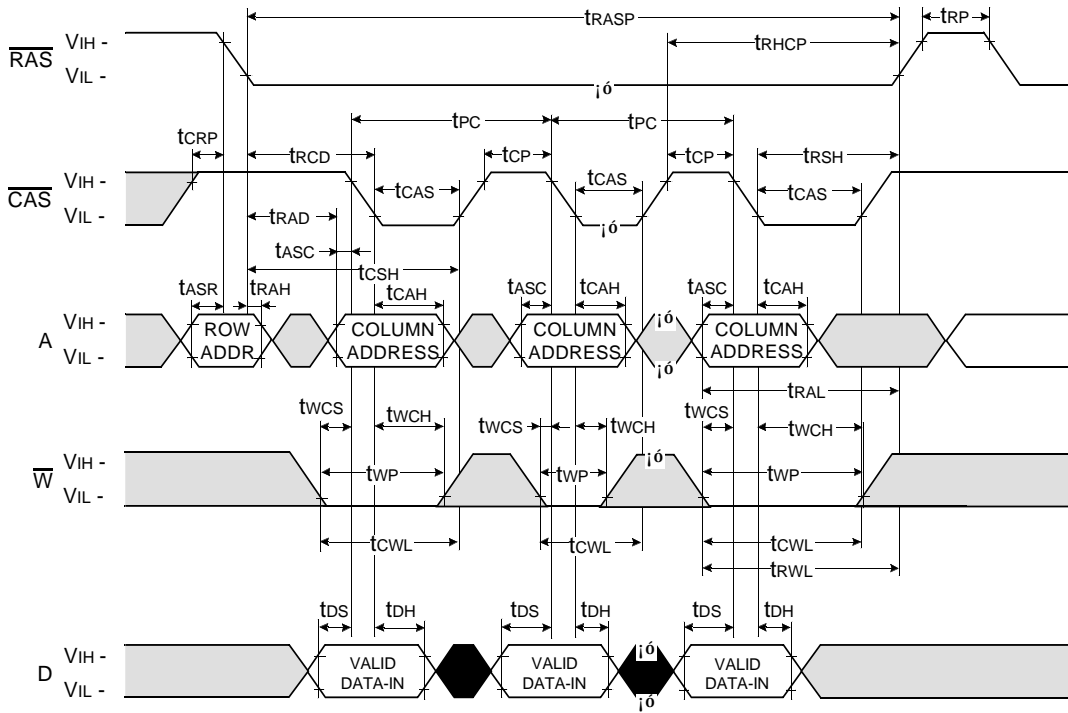 tRASP
tRP
RAS
VIH -
VIL -
tRHCP
¡ó
tPC
tPC
tCRP
tRCD
tCP
tCP
tRSH
CAS
VIH -
VIL -
tCAS
tCAS
tCAS
¡ó
tRAD
tASC
tCSH
tASR
tRAH
tCAH
tASC
tCAH
tASC
tCAH
A
VIH -
VIL -
ROW
ADDR
COLUMN
ADDRESS
COLUMN
ADDRESS
¡ó
¡ó
COLUMN
ADDRESS
tRAL
tWCS
tWCH
tWCS
tWCH
tWCS
tWCH
W
VIH -
VIL -
tWP
tWP
¡ó
tWP
tCWL
tCWL
tCWL
tRWL
tDS
tDH
tDS
tDH
tDS
tDH
D
VIH -
VIL -
VALID
DATA-IN
VALID
DATA-IN
¡ó
¡ó
VALID
DATA-IN